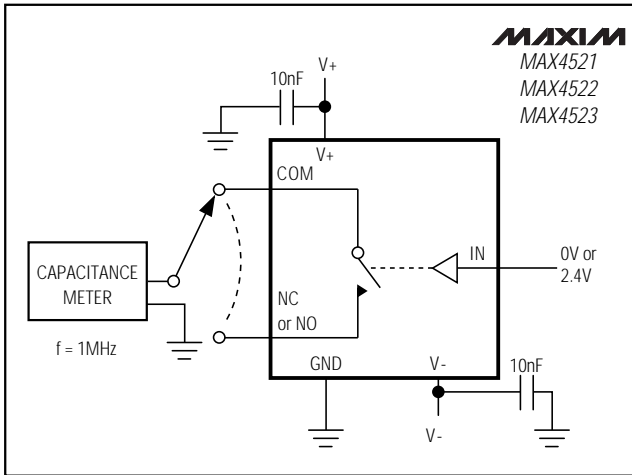 MAXIM
MAX4521
MAX4522
MAX4523
V+
10nF
V+
COM
IN
0V or
2.4V
CAPACITANCE
METER
NC
or NO
f = 1MHz
GND
V-
10nF
V-